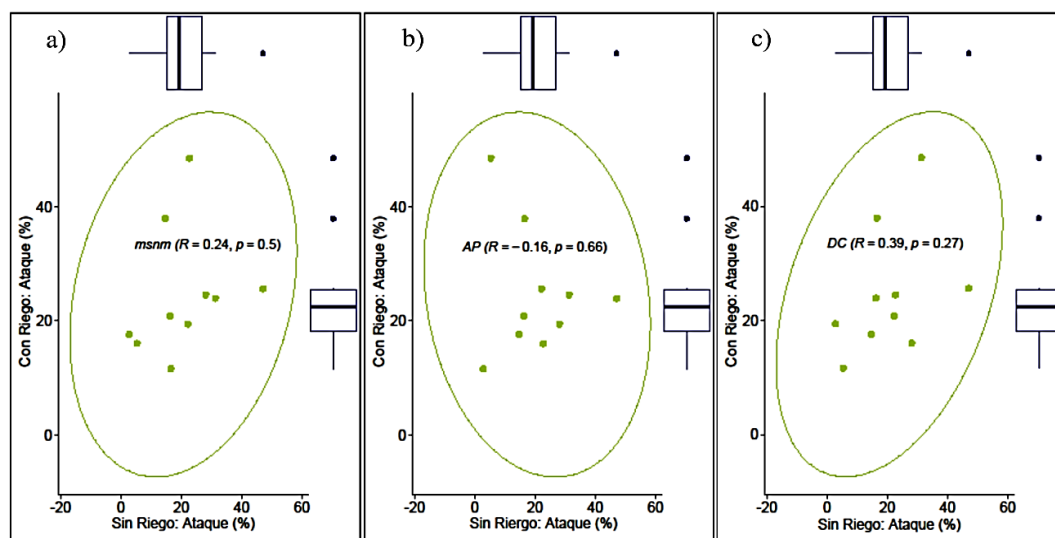 a)
Con Riego: Ataque (%)
40
20
0
msnm (R = 0.24, p = 0.5)
-20 0 20 40 60
Sin Riego: Ataque (%)
b)
Con Riego: Ataque (%)
40
20
0
AP (R = −0.16, p = 0.66)
-20 0 20 40 60
Sin Riego: Ataque (%)
c)
Con Riego: Ataque (%)
40
20
0
DC (R = 0.39, p = 0.27)
-20 0 20 40 60
Sin Riego: Ataque (%)